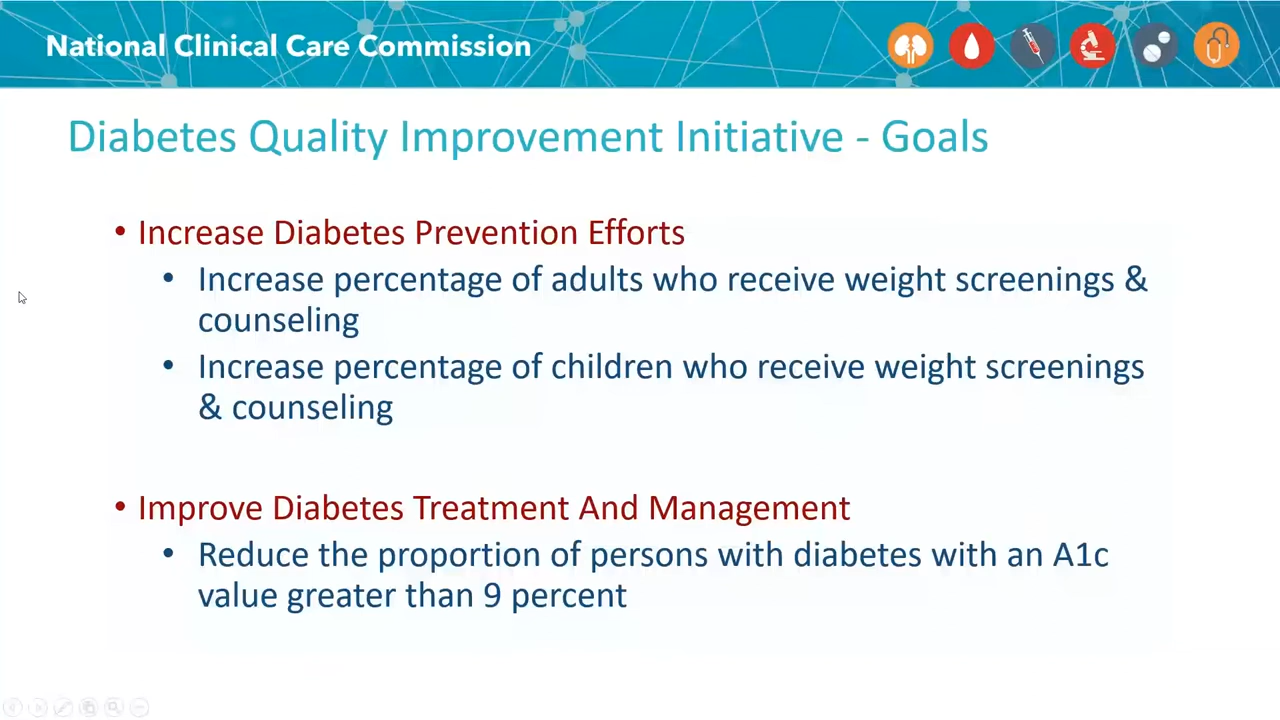 National Clinical Care Commission
Diabetes Quality Improvement Initiative - Goals
• Increase Diabetes Prevention Efforts
• Increase percentage of adults who receive weight screenings &
counseling
• Increase percentage of children who receive weight screenings
& counseling
• Improve Diabetes Treatment And Management
• Reduce the proportion of persons with diabetes with an A1c
value greater than 9 percent